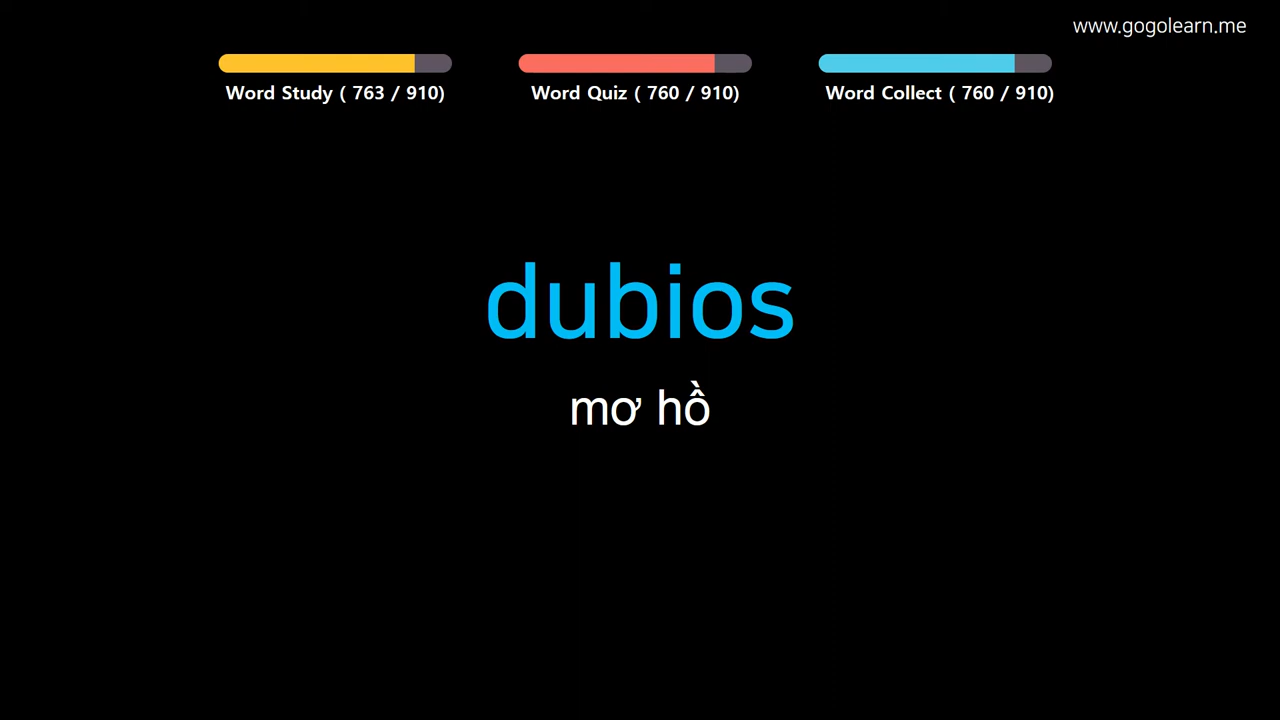 www.gogolearn.me
Word Study ( 763 / 910)
Word Quiz ( 760 / 910)
Word Collect ( 760 / 910)
dubios
mơ hồ